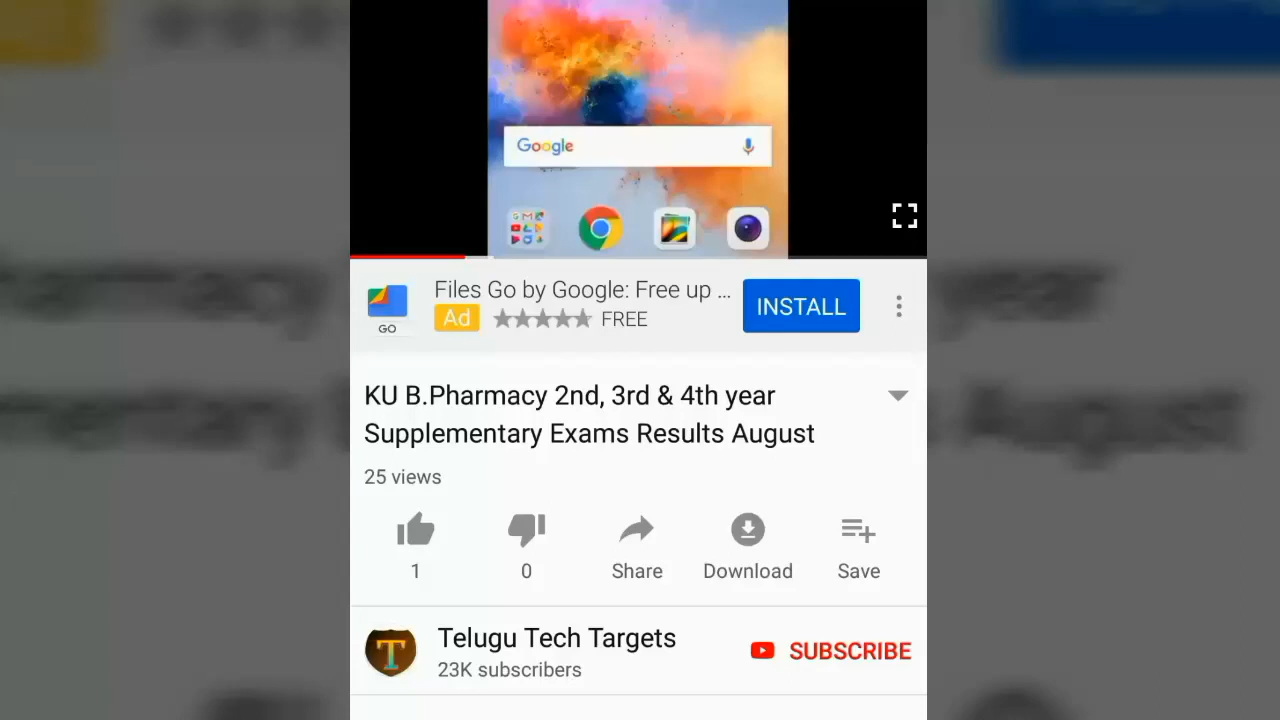 Google
GO
Files Go by Google: Free up ...
Ad
FREE
INSTALL
KU B.Pharmacy 2nd, 3rd & 4th year
Supplementary Exams Results August
25 views
1
0
Share
Download
Save
T
Telugu Tech Targets
23K subscribers
SUBSCRIBE